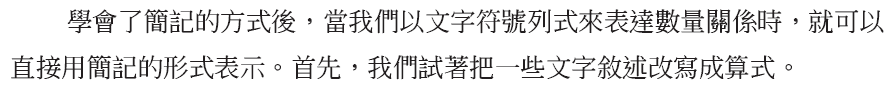 學會了簡記的方式後，當我們以文字符號列式來表達數量關係時，就可以
直接用簡記的形式表示。首先，我們試著把一些文字敘述改寫成算式。